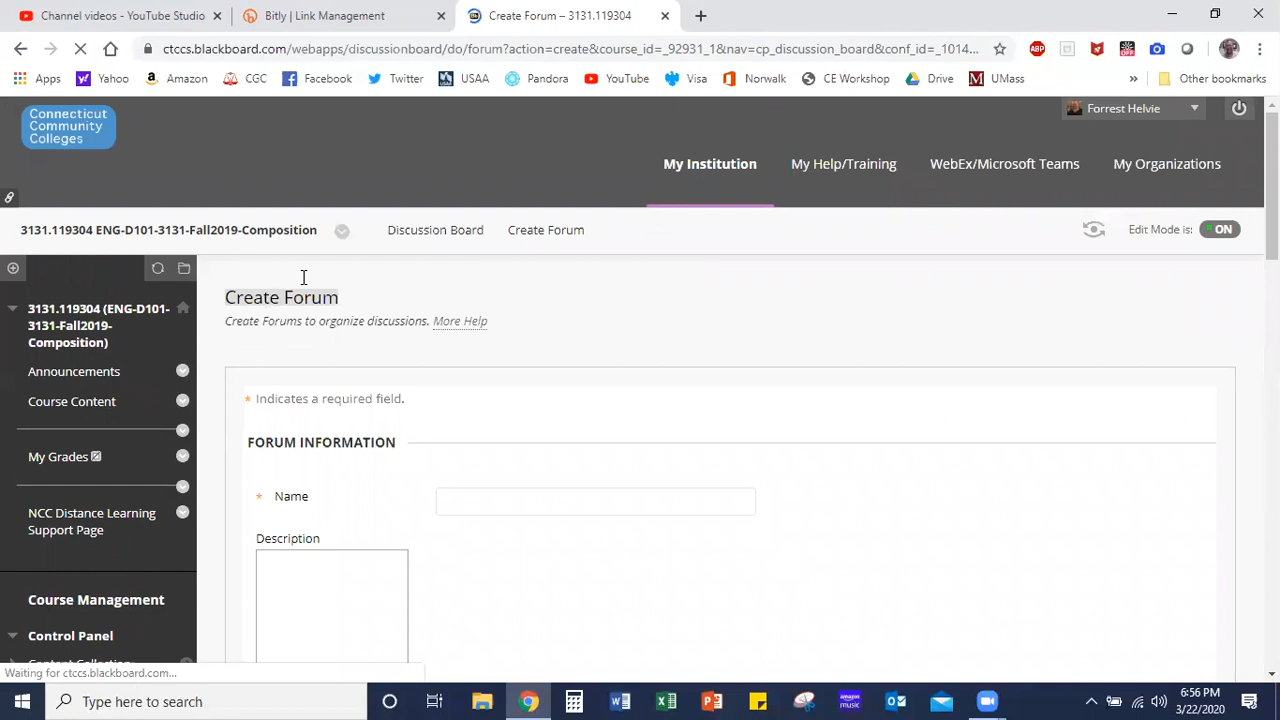 Channel videos - YouTube Studio
Bitly | Link Management
Create Forum – 3131.119304
ctccs.blackboard.com/webapps/discussionboard/do/forum?action=create&course_id=_92931_1&nav=cp_discussion_board&conf_id=_1014...
ABP
OFF
Apps
Yahoo
Amazon
CGC
Facebook
Twitter
USAA
Pandora
YouTube
Visa
Norwalk
CE Workshop
Drive
UMass
»
Other bookmarks
Connecticut
Community
Colleges
Forrest Helvie
My Institution
My Help/Training
WebEx/Microsoft Teams
My Organizations
3131.119304 ENG-D101-3131-Fall2019-Composition
Discussion Board
Create Forum
Edit Mode is:
ON
3131.119304 (ENG-D101-
3131-Fall2019-
Composition)
Announcements
Course Content
My Grades
NCC Distance Learning
Support Page
Course Management
Control Panel
Create Forum
Create Forums to organize discussions. More Help
* Indicates a required field.
FORUM INFORMATION
* Name
Description
Waiting for ctccs.blackboard.com...
Type here to search
amazon
music
6:56 PM
3/22/2020